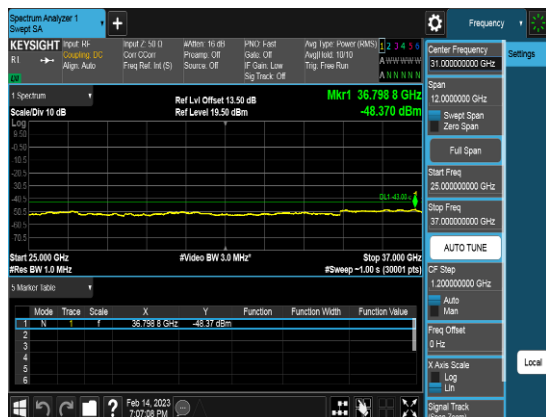 Spectrum Analyzer 1
Swept SA
Frequency
KEYSIGHT
Input: RF
Coupling: DC
Align: Auto
Input Z: 50 Ω
Corr CCorr
Freq Ref: Int (S)
#Atten: 16 dB
Preamp: Off
Source: Off
PNO: Fast
Gate: Off
IF Gain: Low
Sig Track: Off
Avg Type: Power (RMS)
Avg|Hold: 10/10
Trig: Free Run
1 2 3 4 5 6
A W W W W W
A N N N N N
Center Frequency
31.000000000 GHz
Settings
Span
12.0000000 GHz
Swept Span
Zero Span
Full Span
Start Freq
25.000000000 GHz
Stop Freq
37.000000000 GHz
AUTO TUNE
CF Step
1.200000000 GHz
Auto
Man
Freq Offset
0 Hz
X Axis Scale
Log
Lin
Local
Signal Track
1 Spectrum
Scale/Div 10 dB
Ref Lvl Offset 13.50 dB
Ref Level 19.50 dBm
Mkr1 36.798 8 GHz
-48.370 dBm
Log
9.50
-0.50
-10.5
-20.5
-30.5
-40.5
-50.5
-60.5
-70.5
Start 25.000 GHz
#Res BW 1.0 MHz
#Video BW 3.0 MHz*
Stop 37.000 GHz
#Sweep ~1.00 s (30001 pts)
5 Marker Table
Mode Trace Scale X Y Function Function Width Function Value
1 N 1 f 36.798 8 GHz -48.37 dBm
2
3
4
5
6
Feb 14, 2023
7:07:08 PM